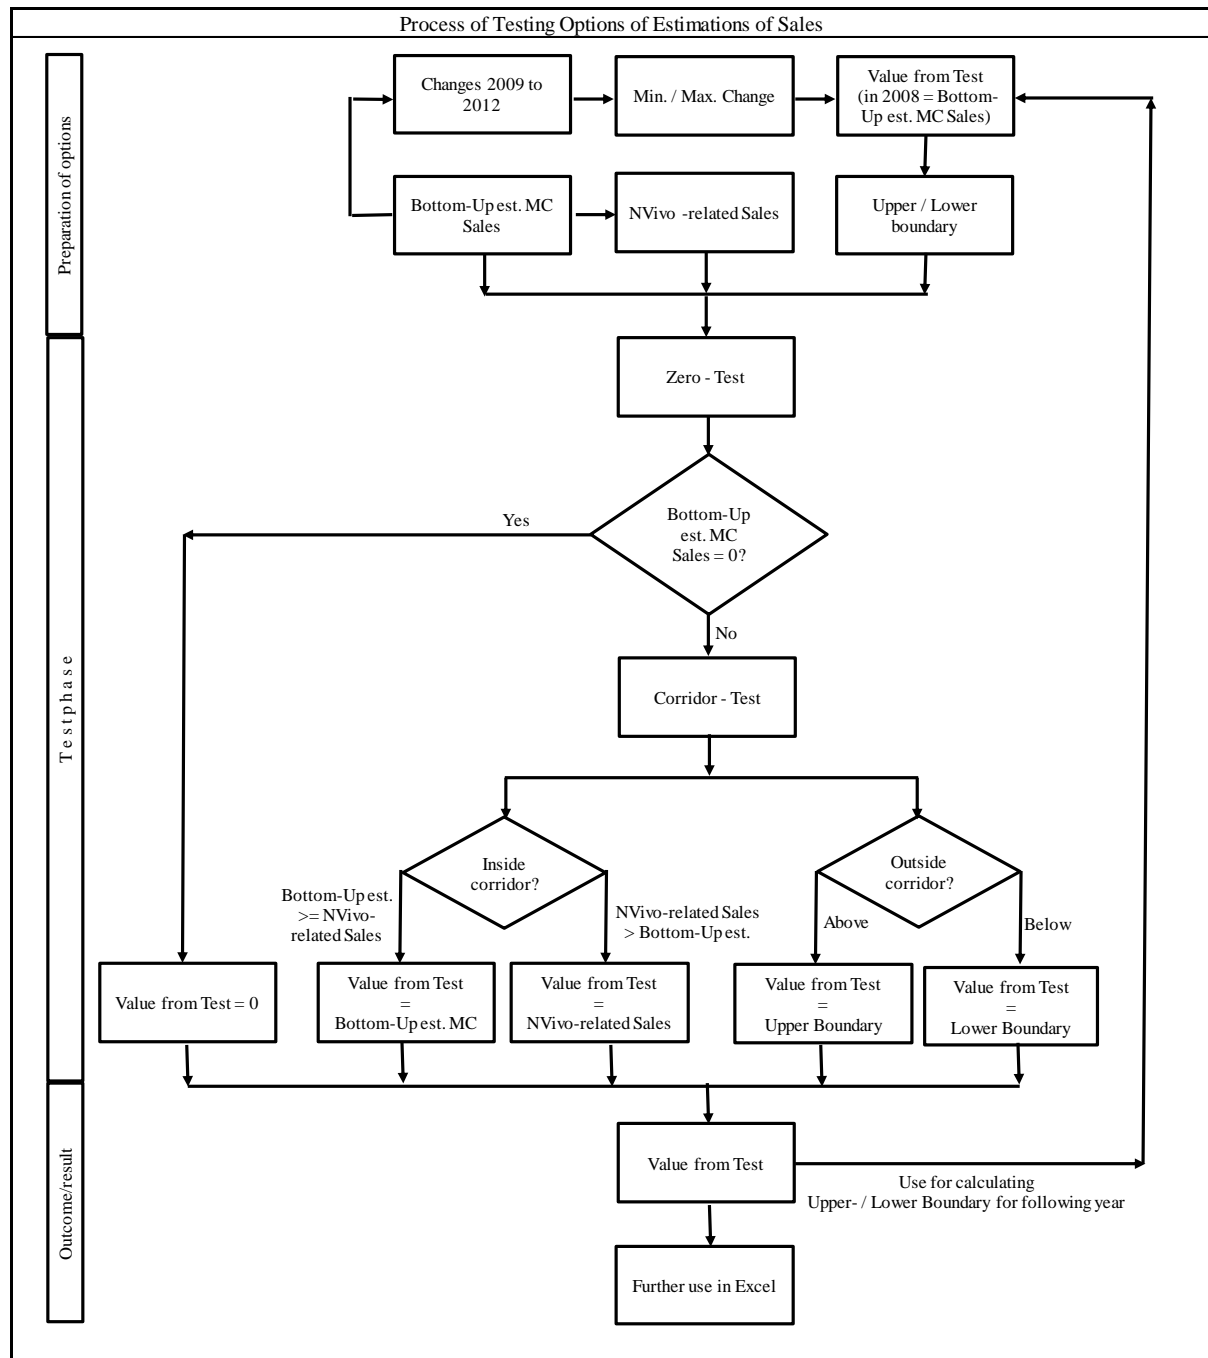 Process of Testing Options of Estimations of Sales
Preparation of options
Changes 2009 to
2012
Min. / Max. Change
Value from Test
(in 2008 = Bottom-
Up est. MC Sales)
Bottom-Up est. MC
Sales
NVivo -related Sales
Upper / Lower
boundary
Testphase
Zero - Test
Bottom-Up
est. MC
Sales = 0?
Yes
No
Corridor - Test
Inside
corridor?
Outside
corridor?
Bottom-Up est.
>= NVivo-
related Sales
NVivo-related Sales
> Bottom-Up est.
Above
Below
Value from Test = 0
Value from Test
=
Bottom-Up est. MC
Value from Test
=
NVivo-related Sales
Value from Test
=
Upper Boundary
Value from Test
=
Lower Boundary
Outcome/result
Value from Test
Use for calculating
Upper- / Lower Boundary for following year
Further use in Excel